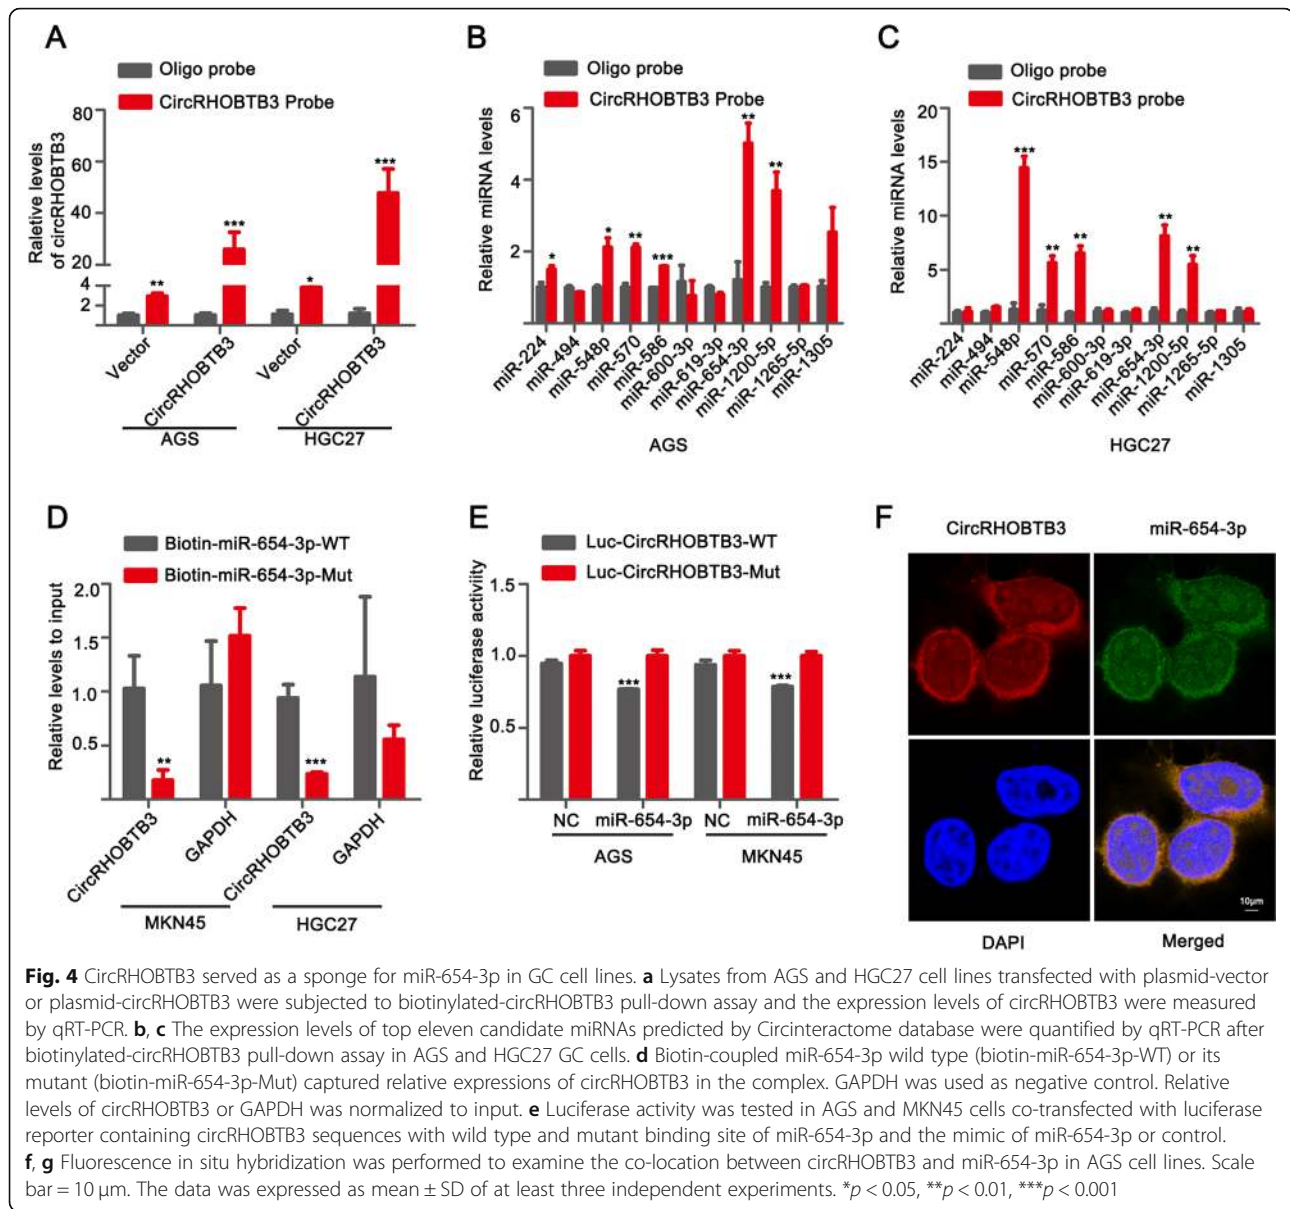 A
Oligo probe
CircRHOBTB3 Probe
Raletive levels
of circRHOBTB3
80
60
40
20
4
2
**
***
*
***
Vector
CircRHOBTB3
Vector
CircRHOBTB3
AGS
HGC27
B
Oligo probe
CircRHOBTB3 Probe
Relative miRNA levels
6
4
2
0
*
*
**
***
**
**
miR-224
miR-494
miR-548p
miR-570
miR-586
miR-600-3p
miR-619-3p
miR-654-3p
miR-1200-5p
miR-1265-5p
miR-1305
AGS
C
Oligo probe
CircRHOBTB3 probe
Relative miRNA levels
20
15
10
5
***
**
**
**
**
miR-224
miR-494
miR-548p
miR-570
miR-586
miR-600-3p
miR-619-3p
miR-654-3p
miR-1200-5p
miR-1265-5p
miR-1305
HGC27
D
Biotin-miR-654-3p-WT
Biotin-miR-654-3p-Mut
Relative levels to input
2.0
1.5
1.0
0.5
**
***
CircRHOBTB3
GAPDH
CircRHOBTB3
GAPDH
MKN45
HGC27
E
Luc-CircRHOBTB3-WT
Luc-CircRHOBTB3-Mut
Relative luciferase activiity
1.5
1.0
0.5
***
***
NC miR-654-3p NC miR-654-3p
AGS
MKN45
F
CircRHOBTB3
miR-654-3p
10μm
DAPI
Merged
Fig. 4 CircRHOBTB3 served as a sponge for miR-654-3p in GC cell lines. a Lysates from AGS and HGC27 cell lines transfected with plasmid-vector
or plasmid-circRHOBTB3 were subjected to biotinylated-circRHOBTB3 pull-down assay and the expression levels of circRHOBTB3 were measured
by qRT-PCR. b, c The expression levels of top eleven candidate miRNAs predicted by Circinteractome database were quantified by qRT-PCR after
biotinylated-circRHOBTB3 pull-down assay in AGS and HGC27 GC cells. d Biotin-coupled miR-654-3p wild type (biotin-miR-654-3p-WT) or its
mutant (biotin-miR-654-3p-Mut) captured relative expressions of circRHOBTB3 in the complex. GAPDH was used as negative control. Relative
levels of circRHOBTB3 or GAPDH was normalized to input. e Luciferase activity was tested in AGS and MKN45 cells co-transfected with luciferase
reporter containing circRHOBTB3 sequences with wild type and mutant binding site of miR-654-3p and the mimic of miR-654-3p or control.
f, g Fluorescence in situ hybridization was performed to examine the co-location between circRHOBTB3 and miR-654-3p in AGS cell lines. Scale
bar = 10 μm. The data was expressed as mean ± SD of at least three independent experiments. *p < 0.05, **p < 0.01, ***p < 0.001